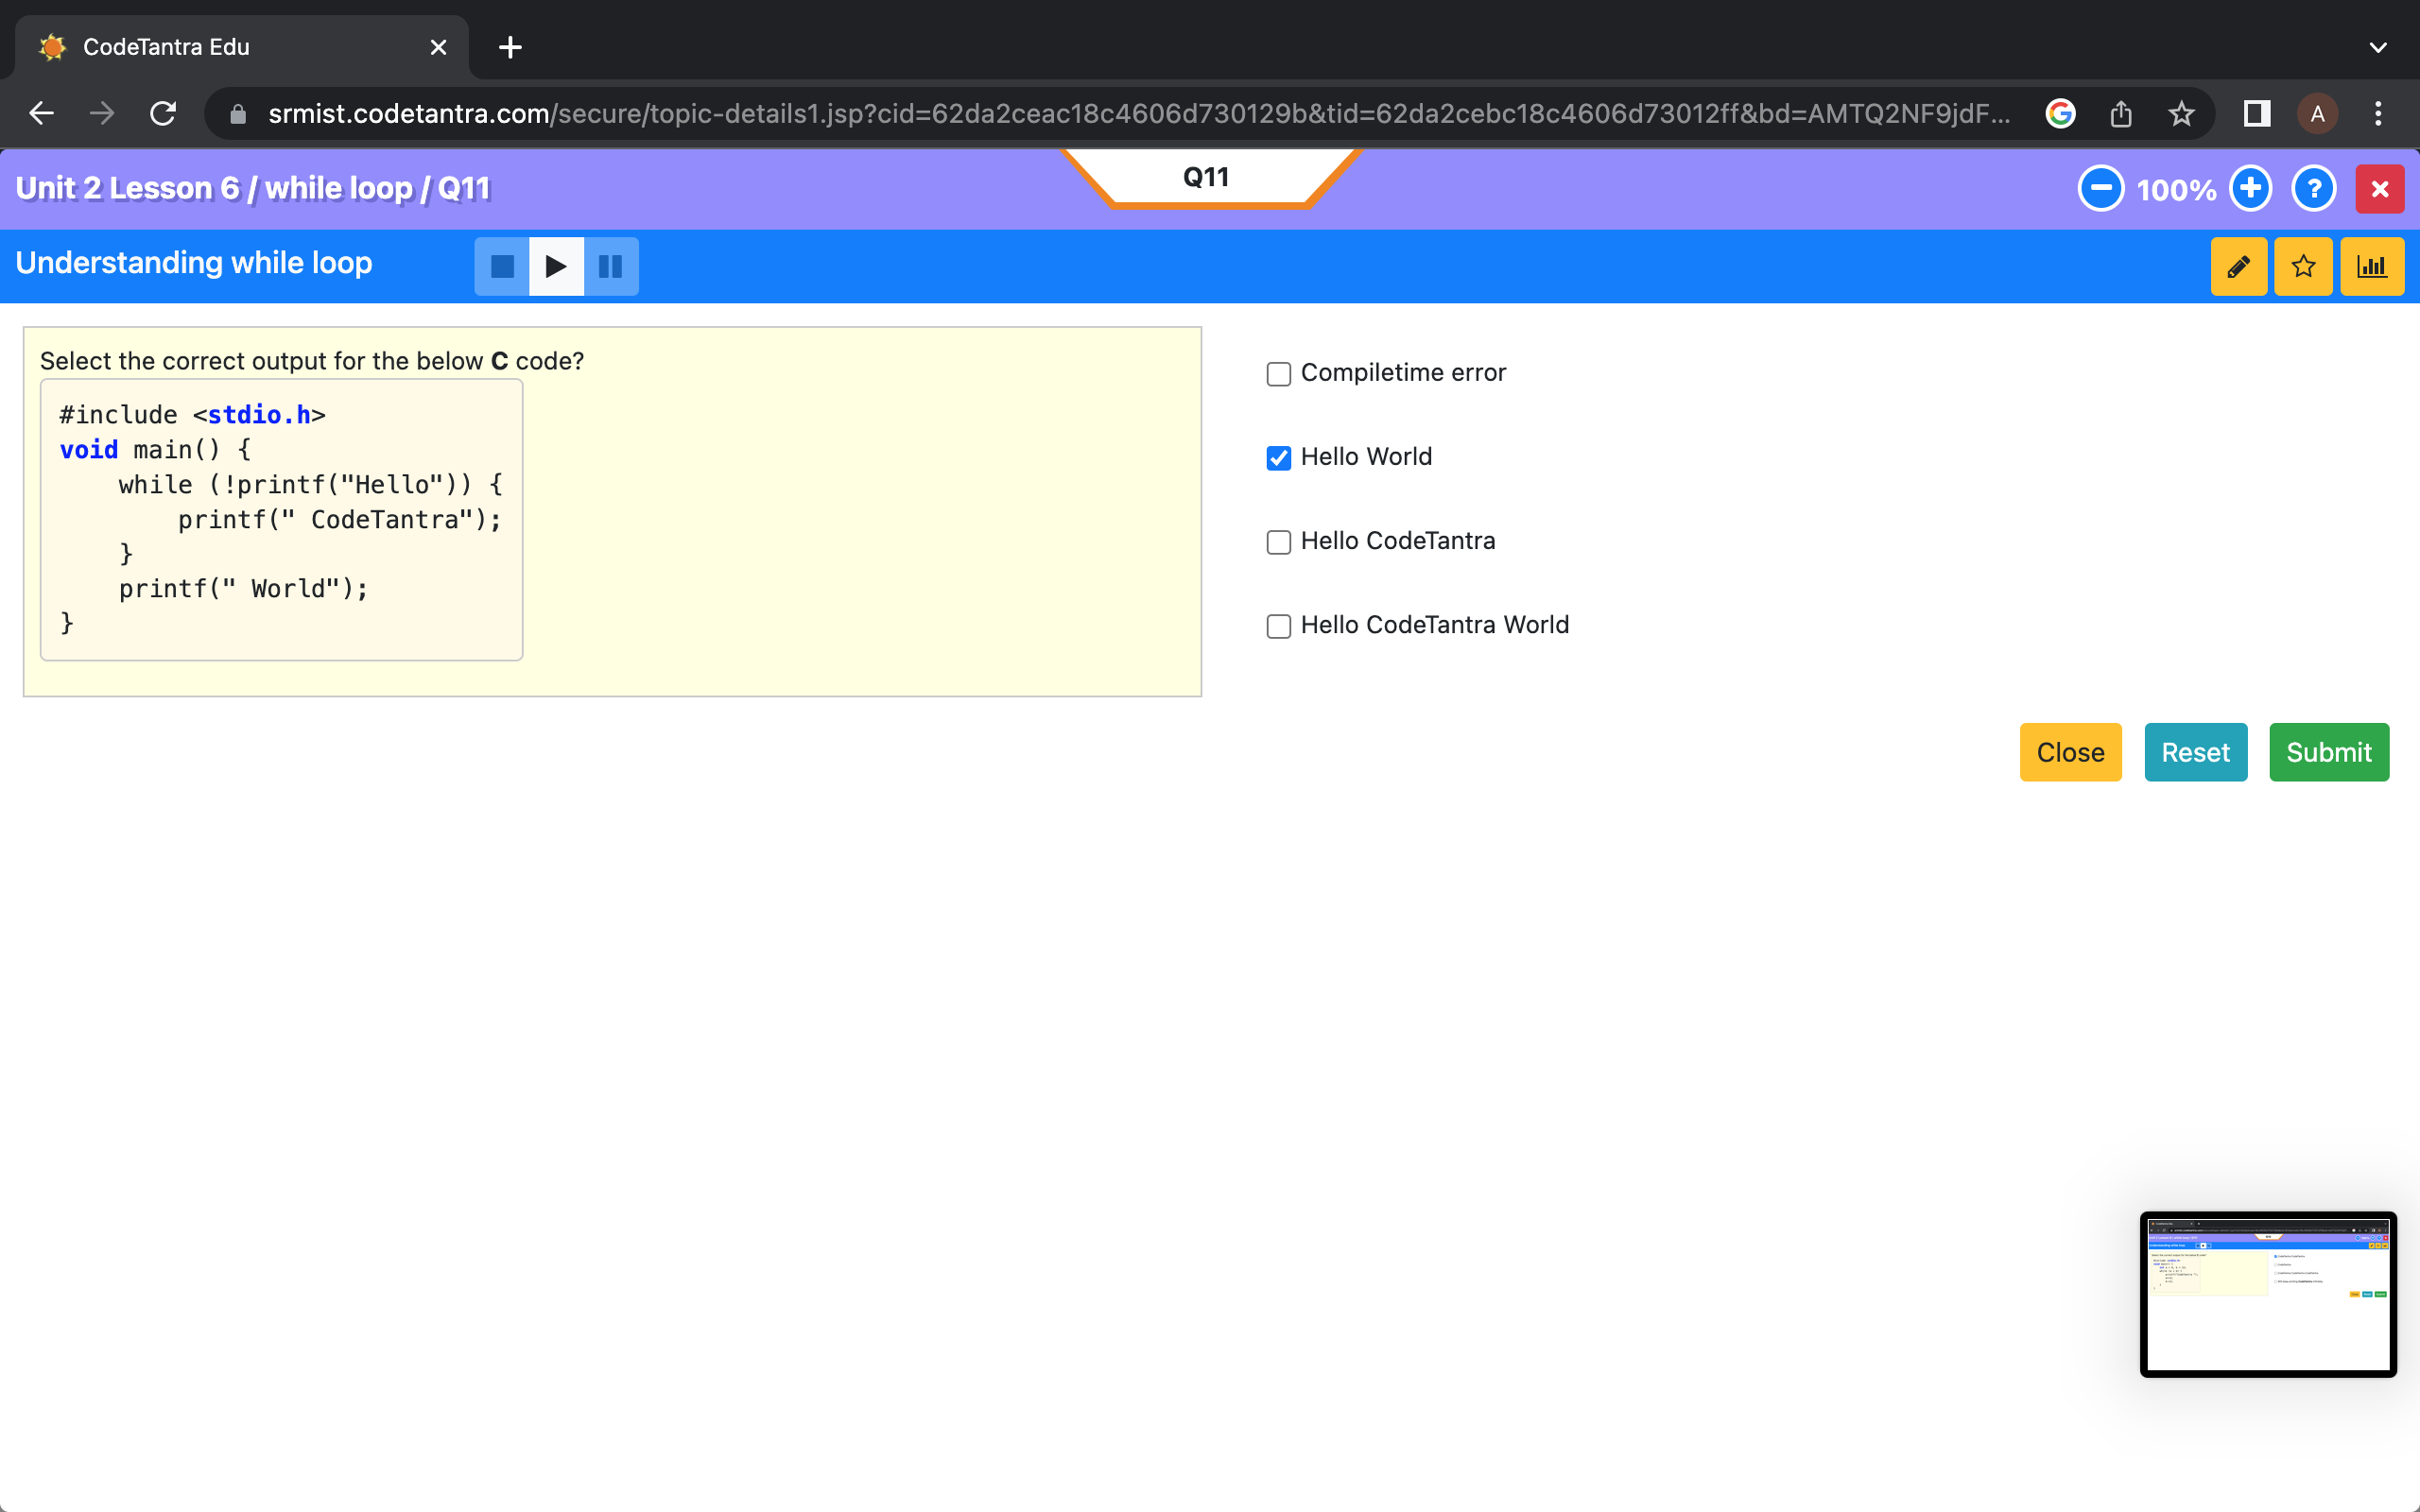 CodeTantra Edu
srmist.codetantra.com/secure/topic-details1.jsp?cid=62da2ceac18c4606d730129b&tid=62da2cebc18c4606d73012ff&bd=AMTQ2NF9jdF...
A
Unit 2 Lesson 6 / while loop / Q11
Q11
100%
?
Understanding while loop
Select the correct output for the below C code?
#include <stdio.h>
void main() {
    while (!printf("Hello")) {
        printf(" CodeTantra");
    }
    printf(" World");
}
Compiletime error
Hello World
Hello CodeTantra
Hello CodeTantra World
Close
Reset
Submit